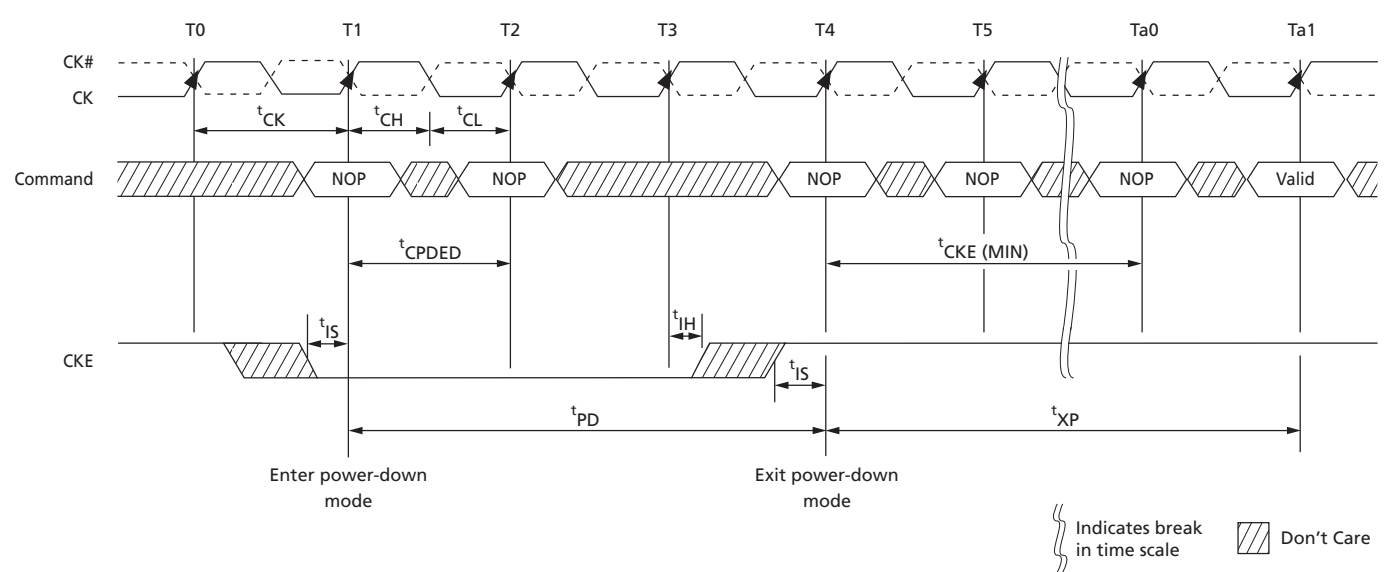 T0 T1 T2 T3 T4 T5 Ta0 Ta1
CK#
CK
tCK tCH tCL
Command NOP NOP NOP NOP NOP Valid
tCPDED tCKE (MIN)
tIS tIH
CKE
tIS
tPD tXP
Enter power-down
mode
Exit power-down
mode
Indicates break
in time scale
Don't Care